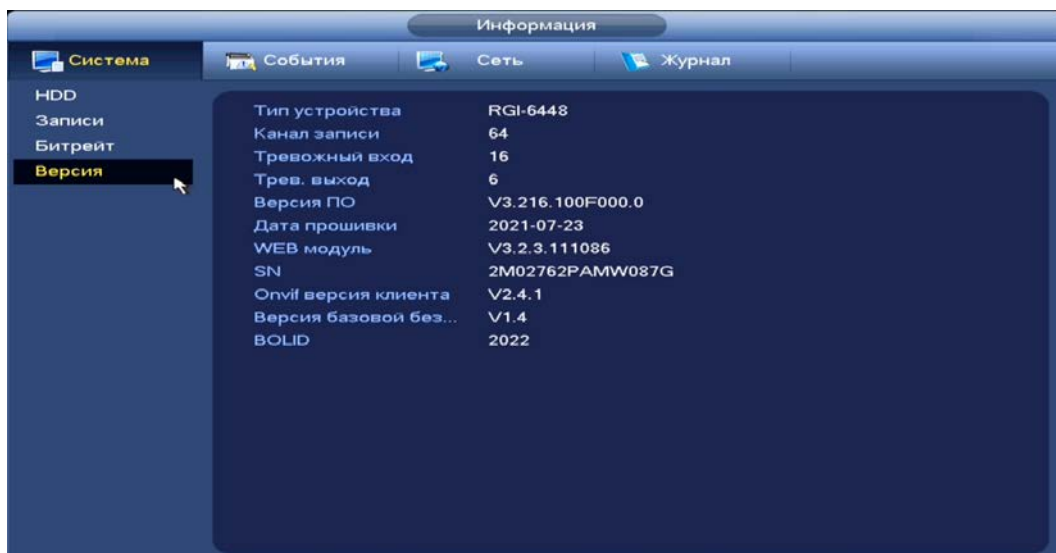 Информация
Система События Сеть Журнал
HDD
Записи
Битрейт
Версия
Тип устройства RGI-6448
Канал записи 64
Тревожный вход 16
Трев. выход 6
Версия ПО V3.216.100F000.0
Дата прошивки 2021-07-23
WEB модуль V3.2.3.111086
SN 2M02762PAMW087G
Onvif версия клиента V2.4.1
Версия базовой без... V1.4
BOLID 2022